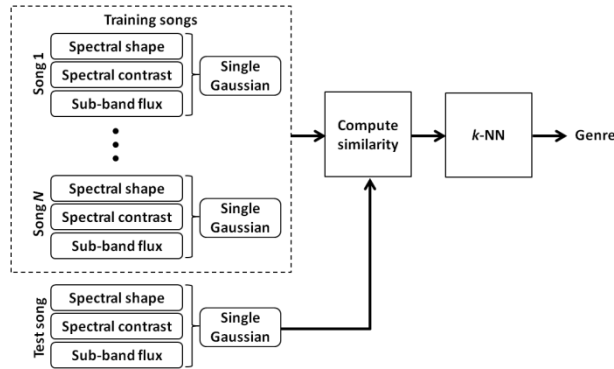 Training songs
Song 1
Spectral shape
Spectral contrast
Sub-band flux
Single
Gaussian
Song N
Spectral shape
Spectral contrast
Sub-band flux
Single
Gaussian
Test song
Spectral shape
Spectral contrast
Sub-band flux
Single
Gaussian
Compute
similarity
k-NN
Genre